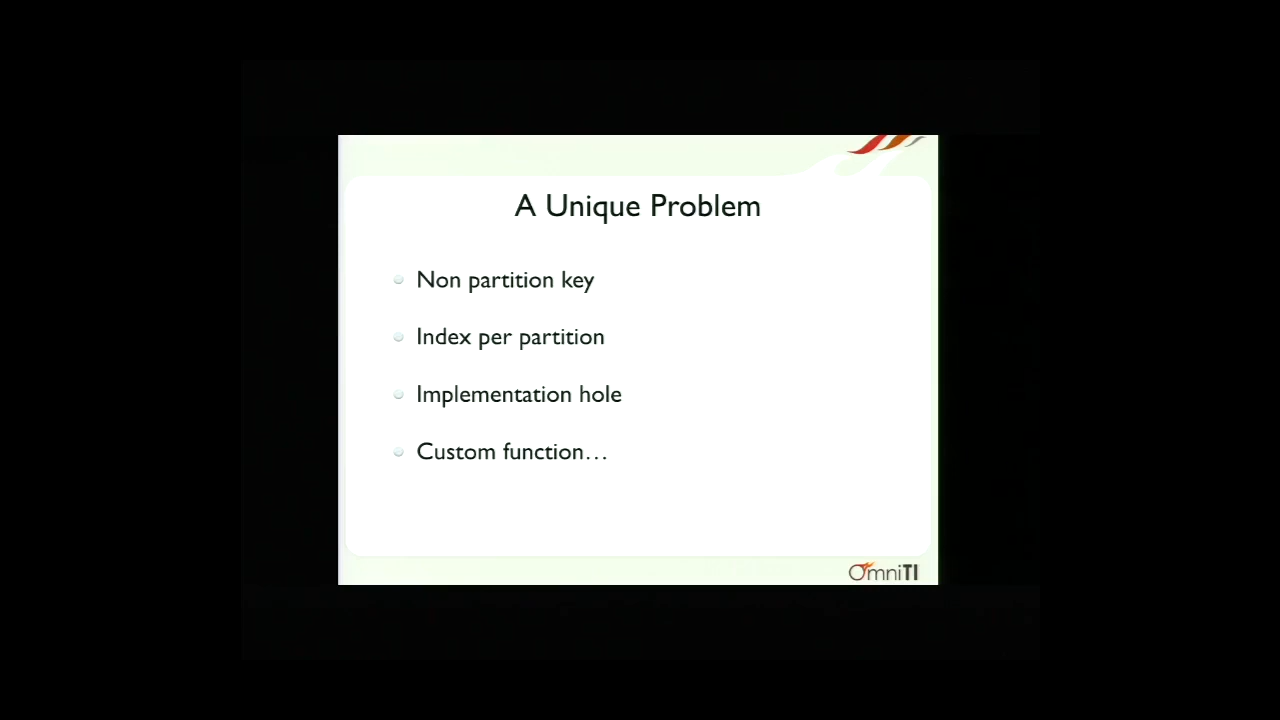 A Unique Problem
Non partition key
Index per partition
Implementation hole
Custom function…
OmniTI